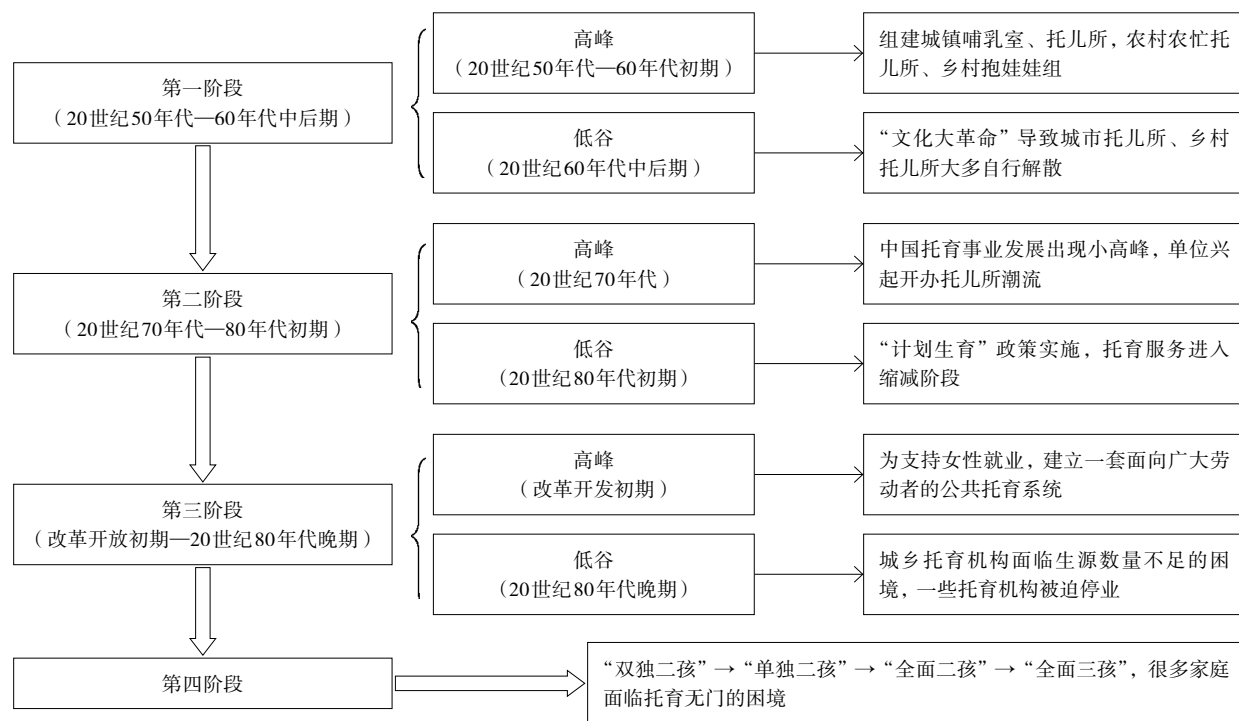 高峰
（20世纪50年代—60年代初期）
组建城镇哺乳室、托儿所，农村农忙托
儿所、乡村抱娃娃组
第一阶段
（20世纪50年代—60年代中后期）
低谷
（20世纪60年代中后期）
“文化大革命”导致城市托儿所、乡村
托儿所大多自行解散
高峰
（20世纪70年代）
中国托育事业发展出现小高峰，单位兴
起开办托儿所潮流
第二阶段
（20世纪70年代—80年代初期）
低谷
（20世纪80年代初期）
“计划生育”政策实施，托育服务进入
缩减阶段
高峰
（改革开发初期）
为支持女性就业，建立一套面向广大劳
动者的公共托育系统
第三阶段
（改革开放初期—20世纪80年代晚期）
低谷
（20世纪80年代晚期）
城乡托育机构面临生源数量不足的困
境，一些托育机构被迫停业
第四阶段
“双独二孩”→“单独二孩”→“全面二孩”→“全面三孩”，很多家庭
面临托育无门的困境